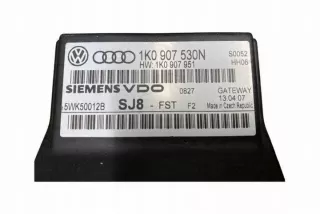 1K0 907 530N S0052
HW: 1K0 907 951 HH06
SIEMENS VDO 0827 GATEWAY
13.04.07
5WK50012B SJ8 - FST F2 Made in Czech Republic